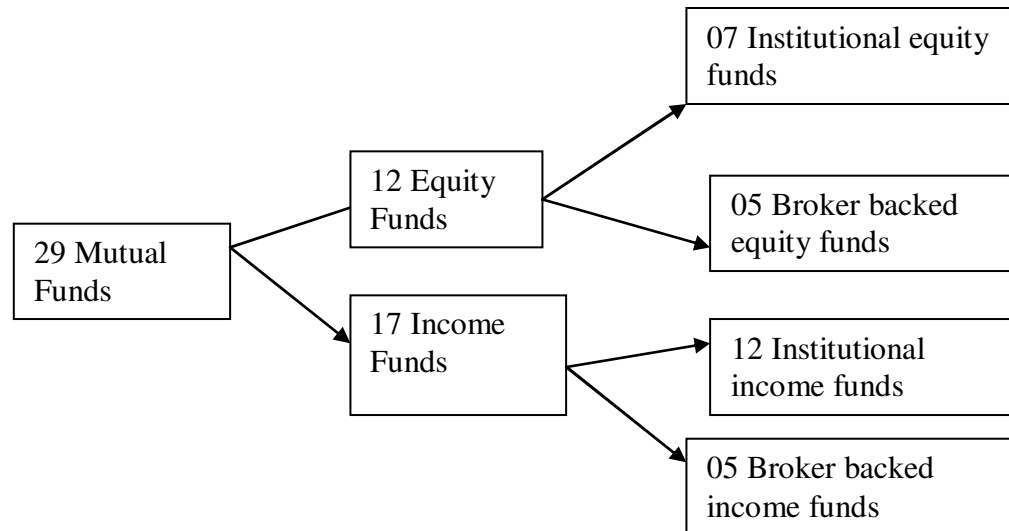 07 Institutional equity
funds
12 Equity
Funds
05 Broker backed
equity funds
29 Mutual
Funds
17 Income
Funds
12 Institutional
income funds
05 Broker backed
income funds